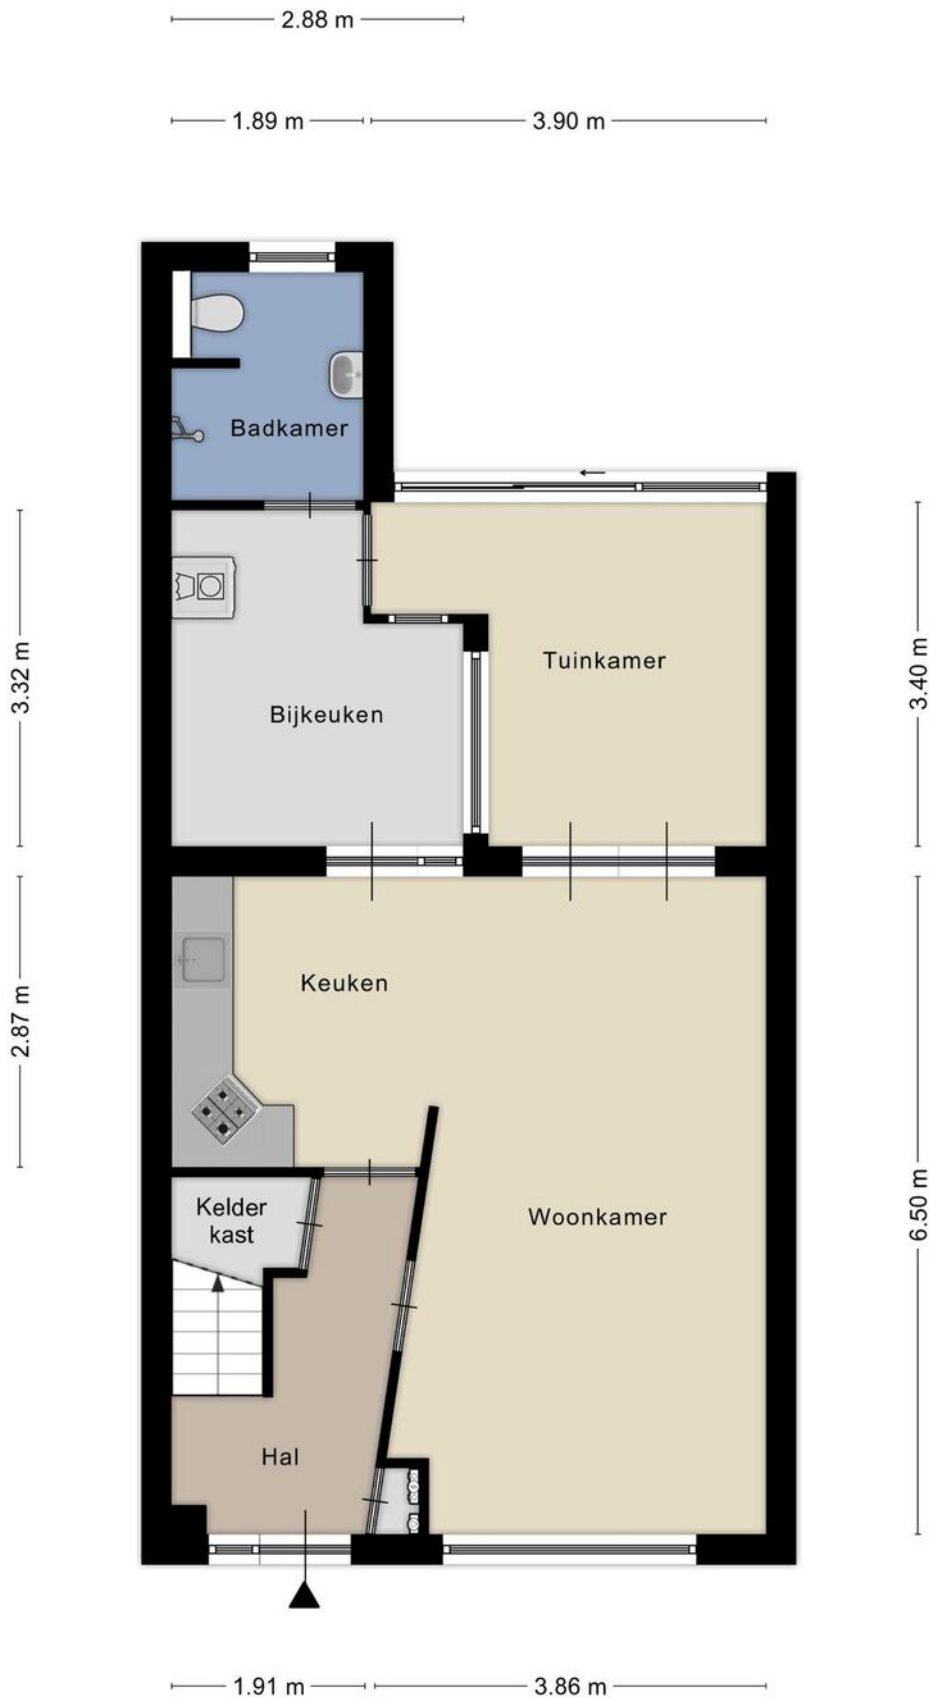 2.88 m
1.89 m
3.90 m
Badkamer
3.32 m
3.40 m
Tuinkamer
Bijkeuken
Keuken
2.87 m
6.50 m
Kelder
kast
Woonkamer
Hal
1.91 m
3.86 m